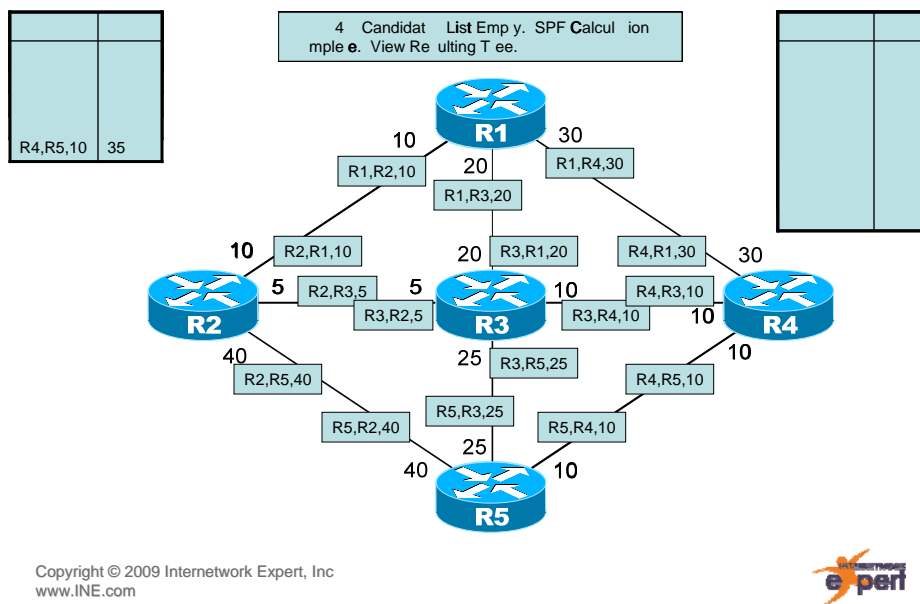 4 Candidat List Emp y. SPF Calcul ion
mple e. View Re ulting T ee.
R4,R5,10 35
R1
10
30
20
R1,R2,10
R1,R4,30
R1,R3,20
10
R2,R1,10
20
R3,R1,20
R4,R1,30
30
5
R2,R3,5
5
10
R4,R3,10
R2
R3,R2,5
R3
R3,R4,10
10
R4
40
25
R3,R5,25
10
R2,R5,40
R4,R5,10
R5,R3,25
R5,R2,40
R5,R4,10
25
40
10
R5
Copyright © 2009 Internetwork Expert, Inc
www.INE.com
INTERNETWORK
expert